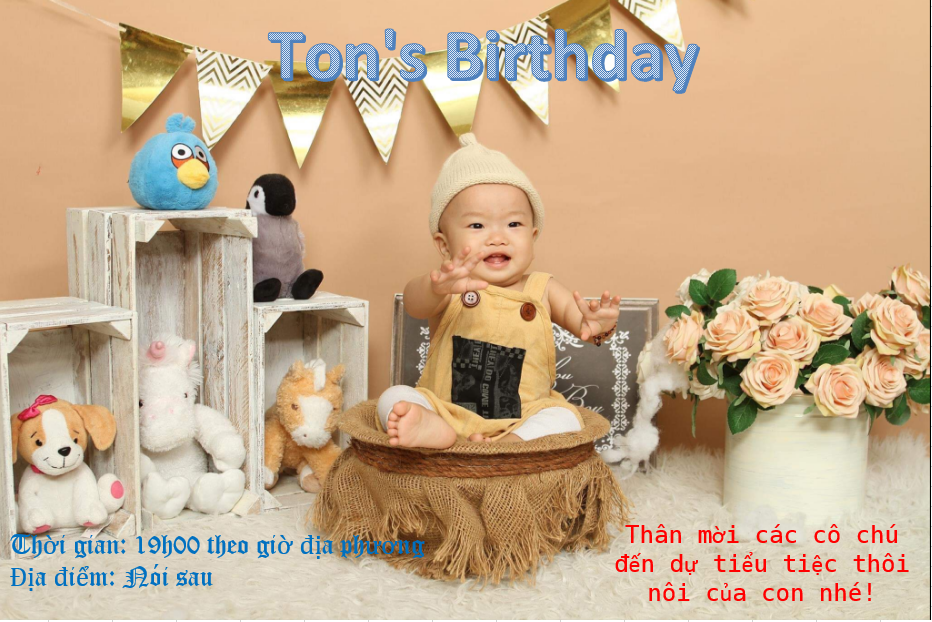 Ton's Birthday
Thời gian: 19h00 theo giờ địa phương
Địa điểm: Nói sau
Thân mời các cô chú
đến dự tiểu tiệc thôi
nôi của con nhé!